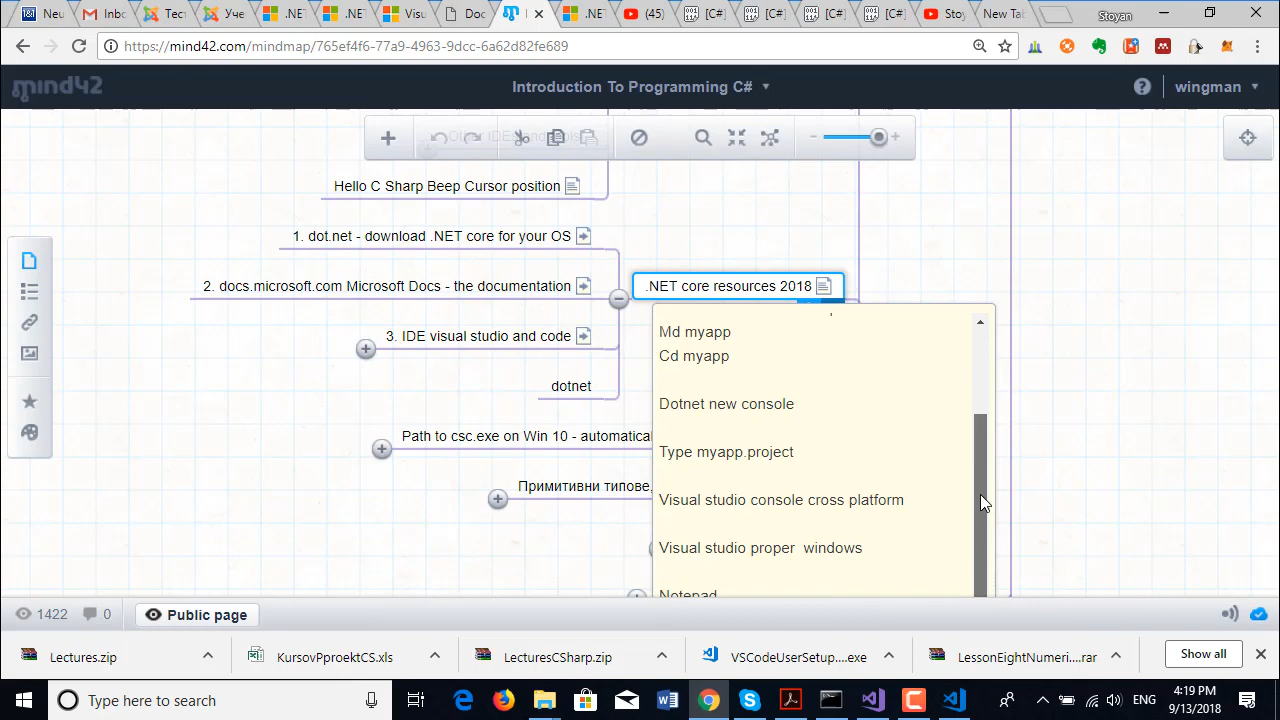 Neu
Inb
Тест
Үче
.NE
.NE
Visu
Doc
.NE
(45)
[C#]
[C#]
[C#
[C#]
Stoy
New Ta
Stoyan
https://mind42.com/mindmap/765ef4f6-77a9-4963-9dcc-6a62d82fe689
mind42
Introduction To Programming C#
wingman
Hello C Sharp Beep Cursor position
1. dot.net - download .NET core for your OS
2. docs.microsoft.com Microsoft Docs - the documentation
.NET core resources 2018
3. IDE visual studio and code
dotnet
Path to csc.exe on Win 10 - automatica
Примитивни типове,
Md myapp
Cd myapp
Dotnet new console
Type myapp.project
Visual studio console cross platform
Visual studio proper windows
Notepad
1422
0
Public page
Lectures.zip
KursovPproektCS.xls
LecturesCSharp.zip
VSCodeUserSetup....exe
LessonEightNumeri....rar
Show all
Type here to search
ENG
4:19 PM
9/13/2018